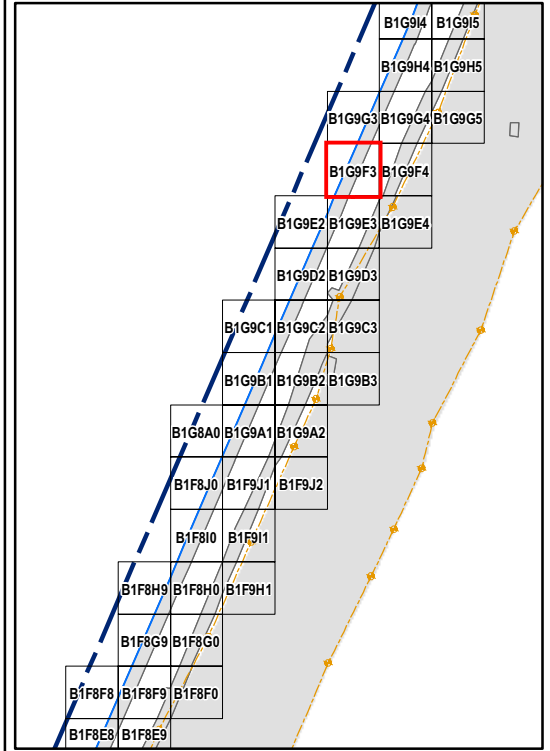 B1G9I4 B1G9I5
B1G9H4 B1G9H5
B1G9G3 B1G9G4 B1G9G5
B1G9F3 B1G9F4
B1G9E2 B1G9E3 B1G9E4
B1G9D2 B1G9D3
B1G9C1 B1G9C2 B1G9C3
B1G9B1 B1G9B2 B1G9B3
B1G8A0 B1G9A1 B1G9A2
B1F8J0 B1F9J1 B1F9J2
B1F8I0 B1F9I1
B1F8H9 B1F8H0 B1F9H1
B1F8G9 B1F8G0
B1F8F8 B1F8F9 B1F8F0
B1F8E8 B1F8E9